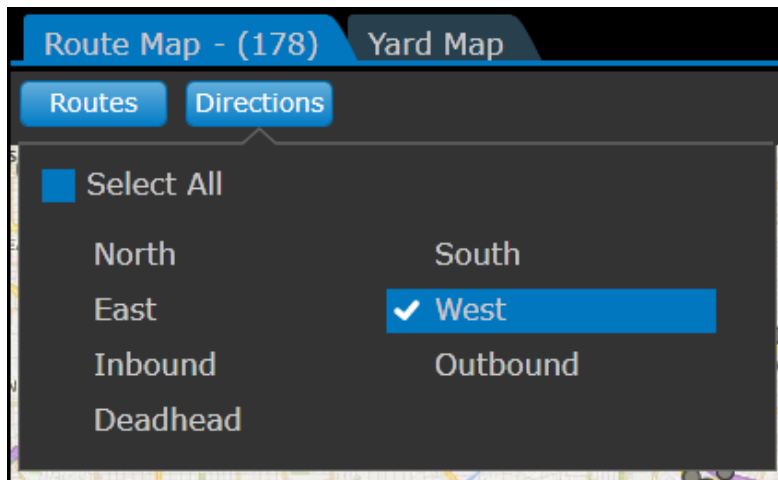 Route Map - (178) Yard Map
Routes Directions
Select All
North South
East West
Inbound Outbound
Deadhead